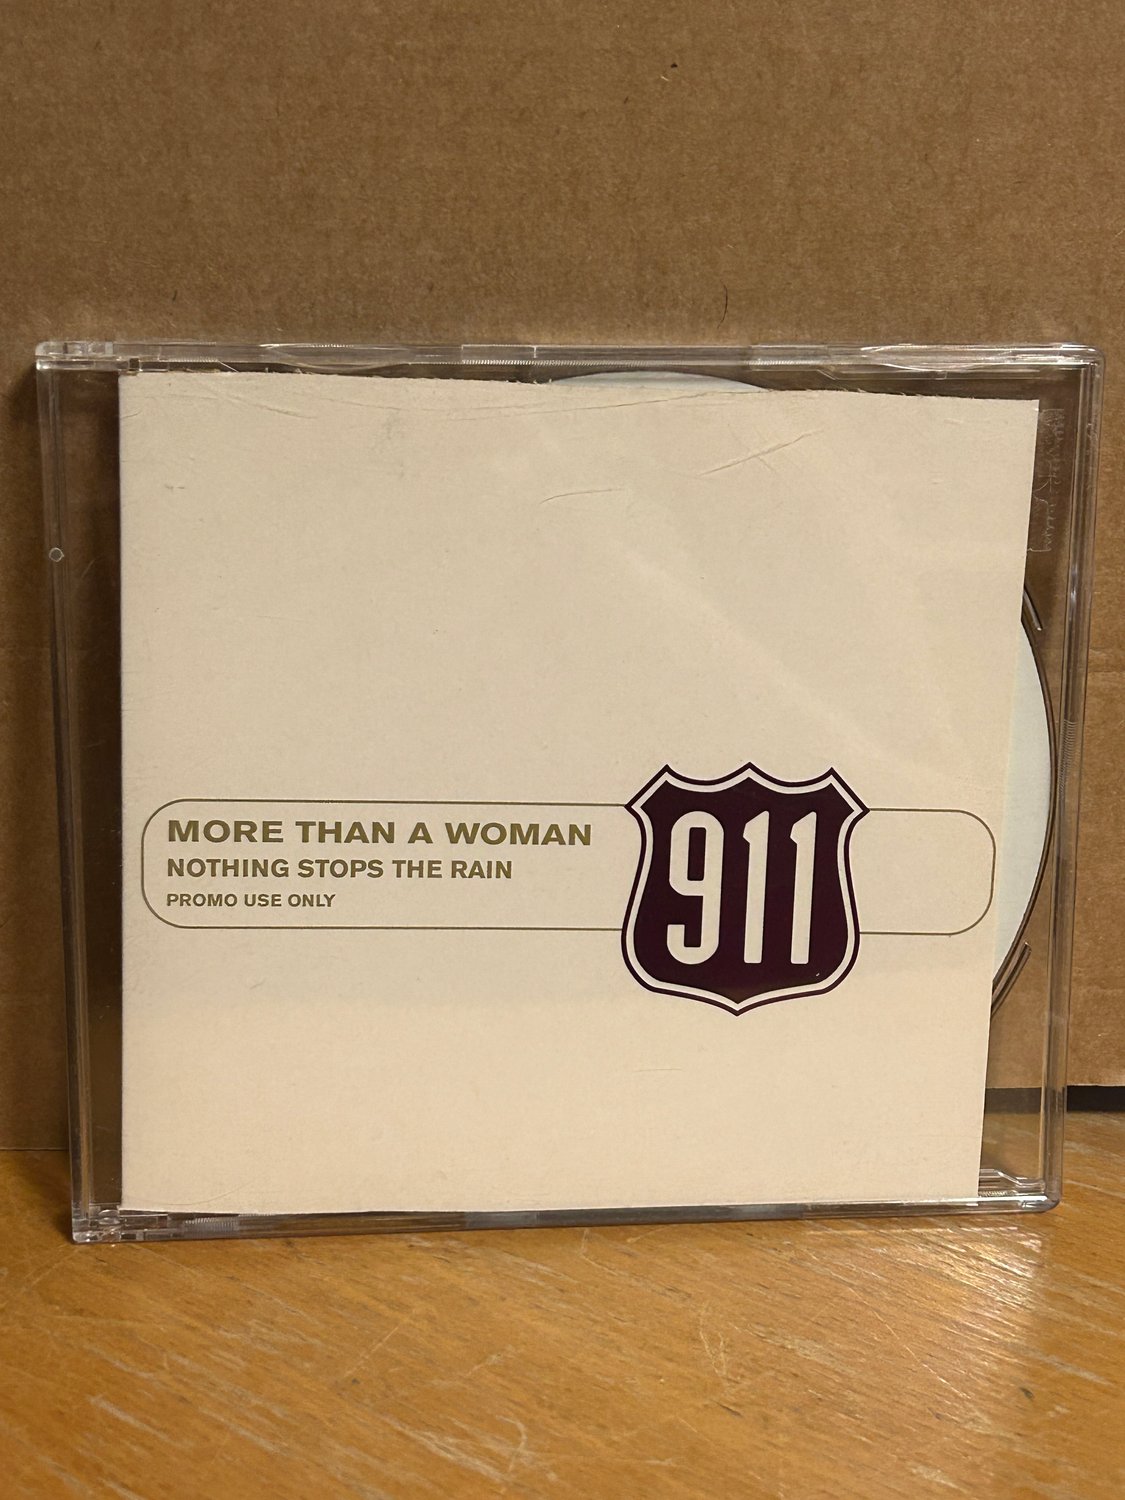 MORE THAN A WOMAN
NOTHING STOPS THE RAIN
PROMO USE ONLY
911